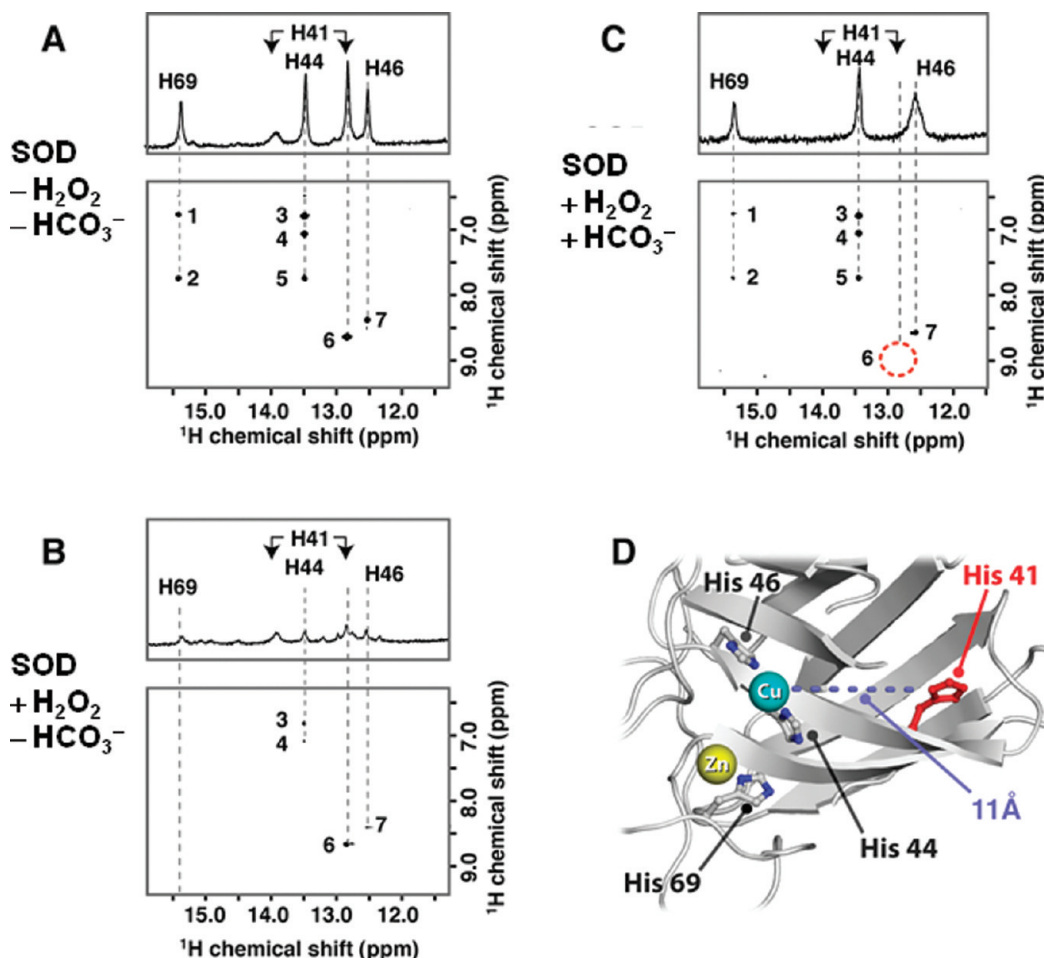 A
H41
H44
H69
H46
SOD
– H₂O₂
– HCO₃⁻
1
3
4
2
5
6
7
7.0
8.0
9.0
¹H chemical shift (ppm)
15.0 14.0 13.0 12.0
¹H chemical shift (ppm)
C
H41
H44
H69
H46
SOD
+ H₂O₂
+ HCO₃⁻
1
3
4
2
5
7
6
7.0
8.0
9.0
¹H chemical shift (ppm)
15.0 14.0 13.0 12.0
¹H chemical shift (ppm)
B
H41
H44
H69
H46
SOD
+ H₂O₂
– HCO₃⁻
3
4
7
6
7.0
8.0
9.0
¹H chemical shift (ppm)
15.0 14.0 13.0 12.0
¹H chemical shift (ppm)
D
His 46
His 41
Cu
Zn
11Å
His 44
His 69